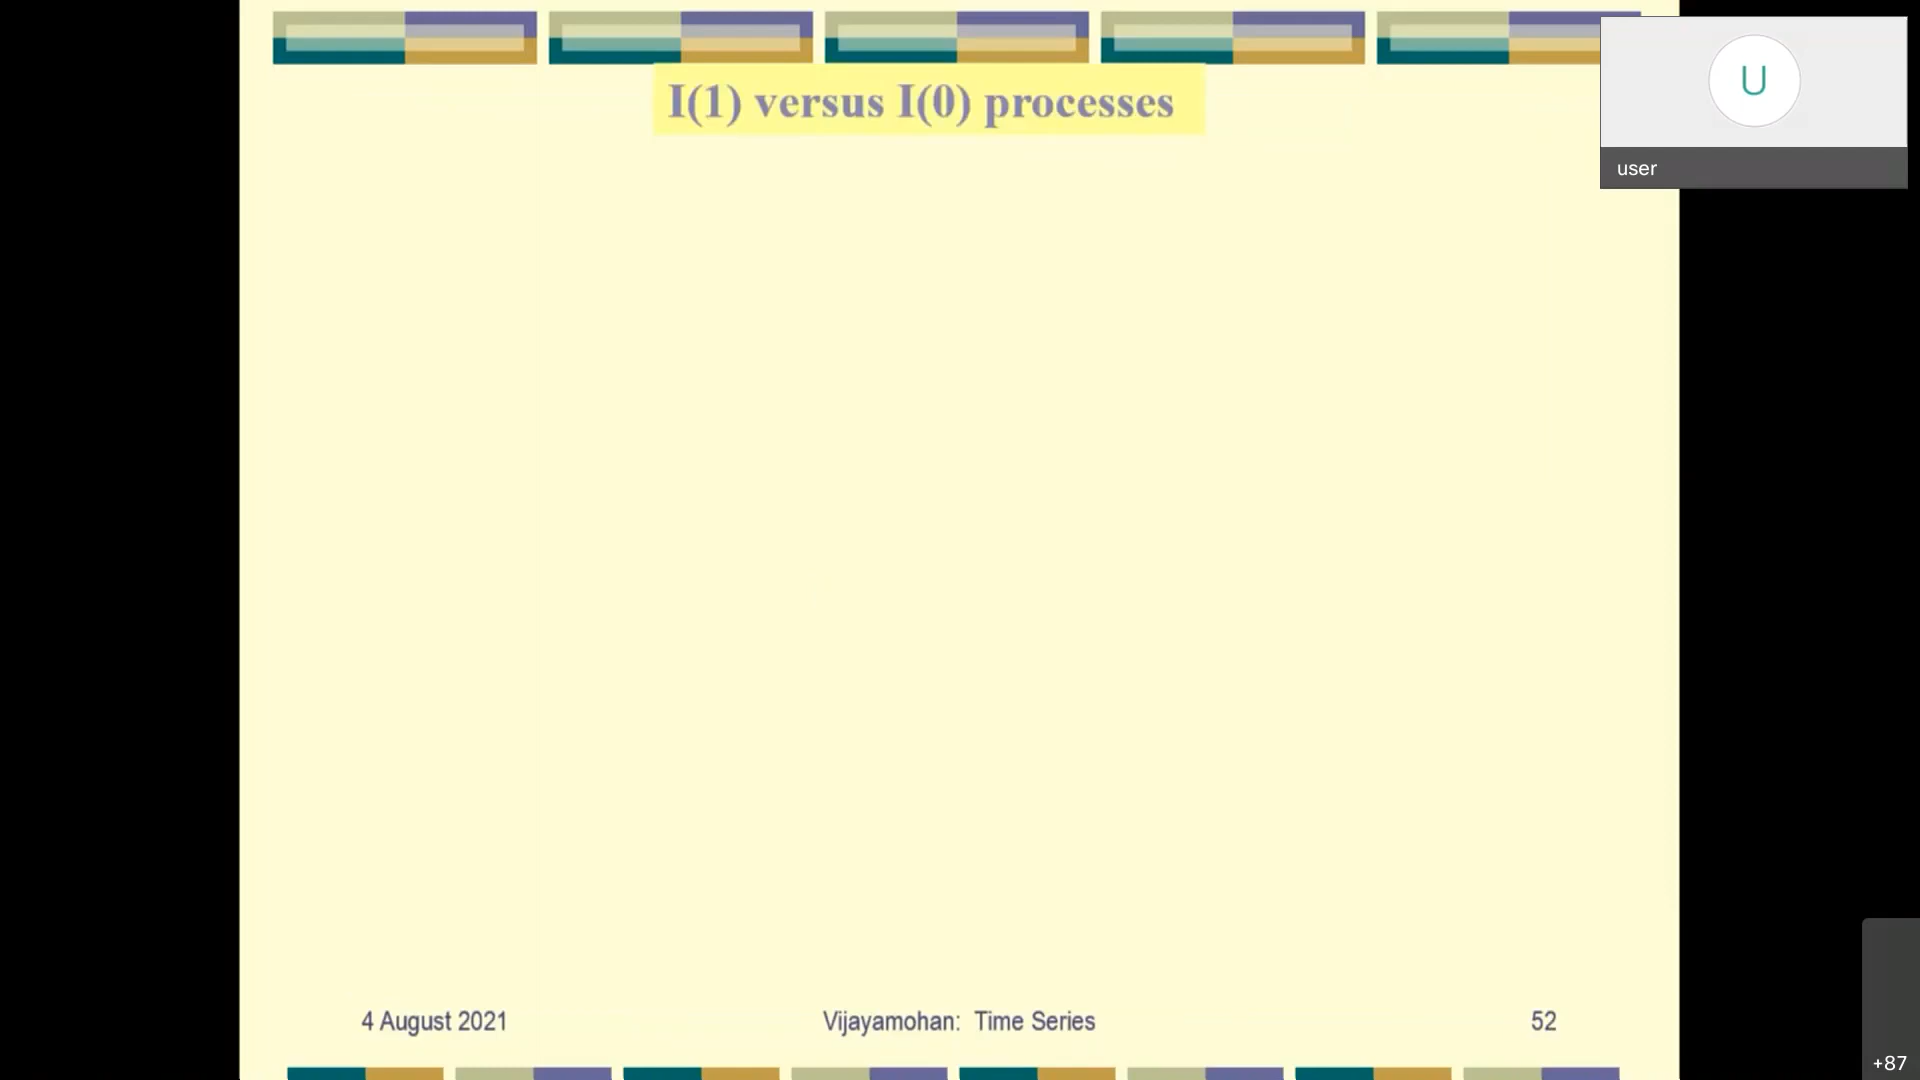 I(1) versus I(0) processes
U
user
4 August 2021
Vijayamohan: Time Series
52
+87